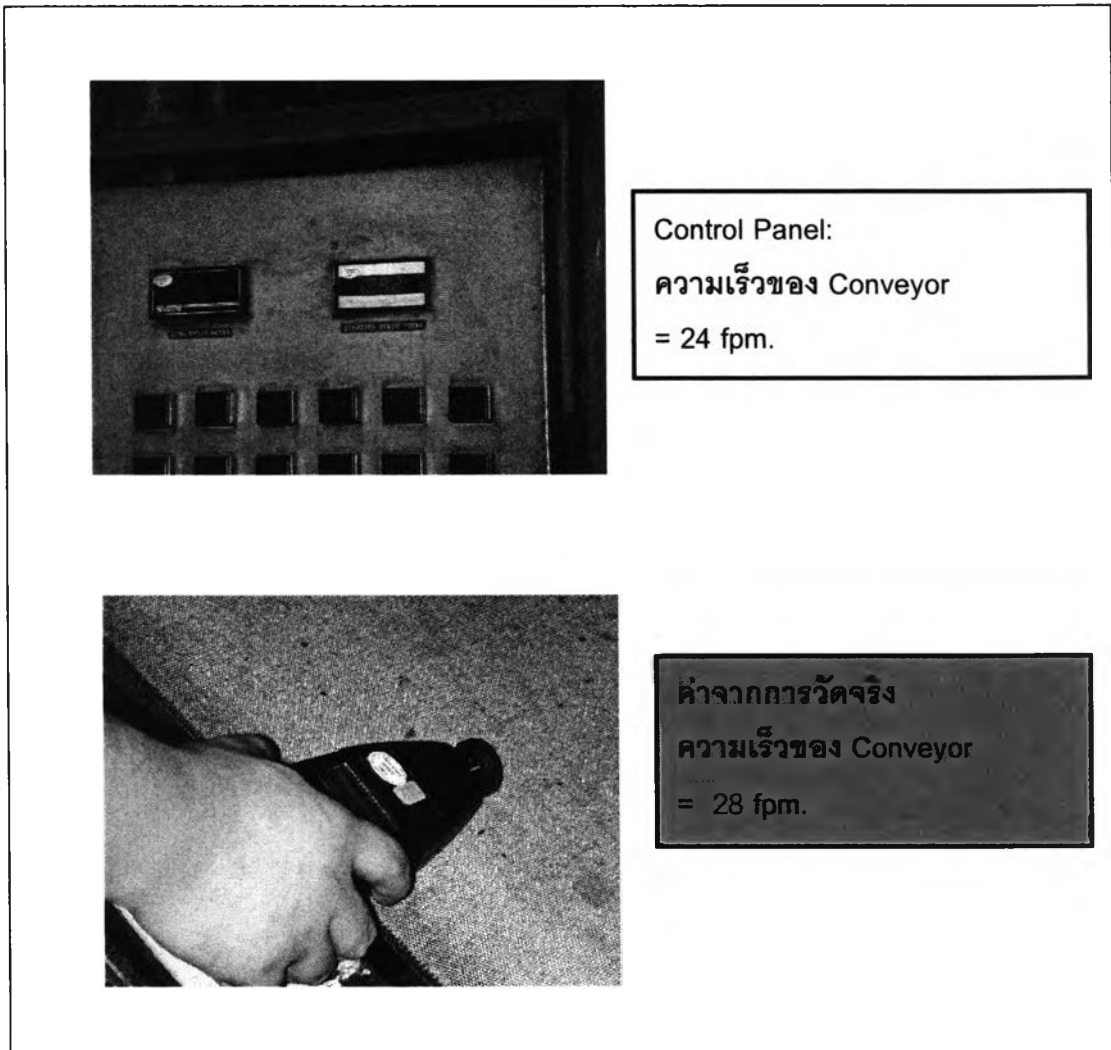 Control Panel:
ความเร็วของ Conveyor
= 24 fpm.
ค่าจากการวัดจริง
ความเร็วของ Conveyor
= 28 fpm.